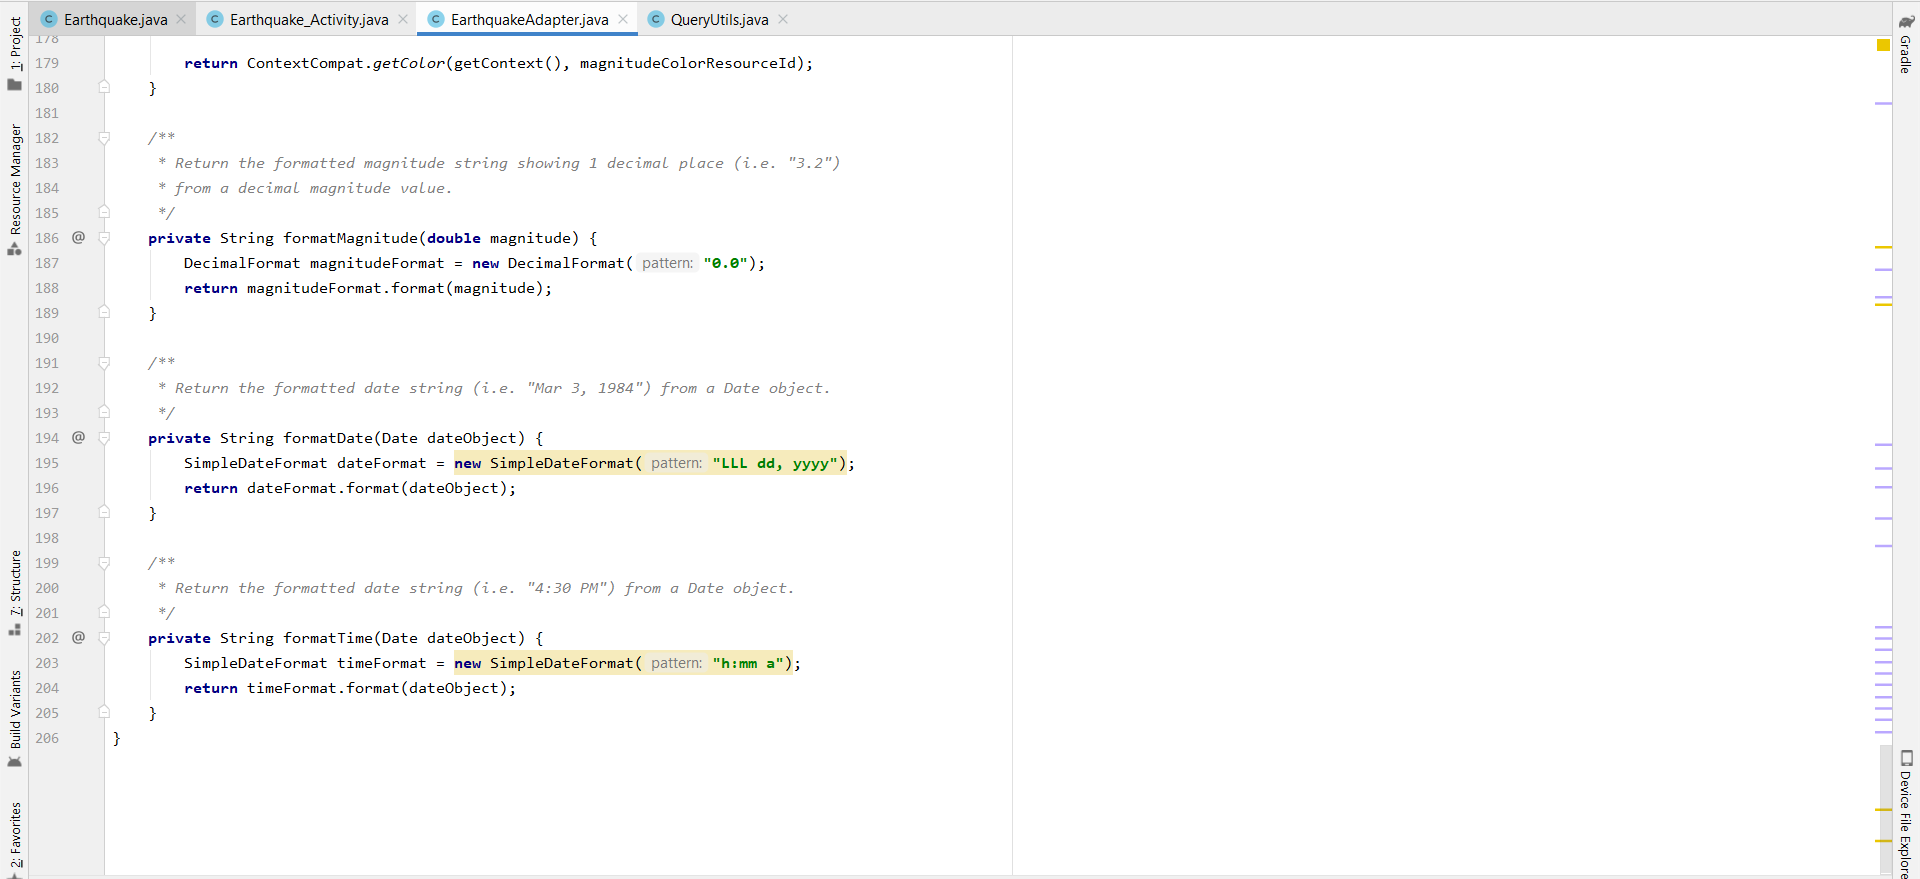 Earthquake.java
Earthquake_Activity.java
EarthquakeAdapter.java
QueryUtils.java
1: Project
Resource Manager
7: Structure
Build Variants
2: Favorites
178
179 return ContextCompat.getColor(getContext(), magnitudeColorResourceId);
180 }
181
182 /**
183 * Return the formatted magnitude string showing 1 decimal place (i.e. "3.2")
184 * from a decimal magnitude value.
185 */
186 @ private String formatMagnitude(double magnitude) {
187 DecimalFormat magnitudeFormat = new DecimalFormat( pattern: "0.0");
188 return magnitudeFormat.format(magnitude);
189 }
190
191 /**
192 * Return the formatted date string (i.e. "Mar 3, 1984") from a Date object.
193 */
194 @ private String formatDate(Date dateObject) {
195 SimpleDateFormat dateFormat = new SimpleDateFormat( pattern: "LLL dd, yyyy");
196 return dateFormat.format(dateObject);
197 }
198
199 /**
200 * Return the formatted date string (i.e. "4:30 PM") from a Date object.
201 */
202 @ private String formatTime(Date dateObject) {
203 SimpleDateFormat timeFormat = new SimpleDateFormat( pattern: "h:mm a");
204 return timeFormat.format(dateObject);
205 }
206 }
Gradle
Device File Explore